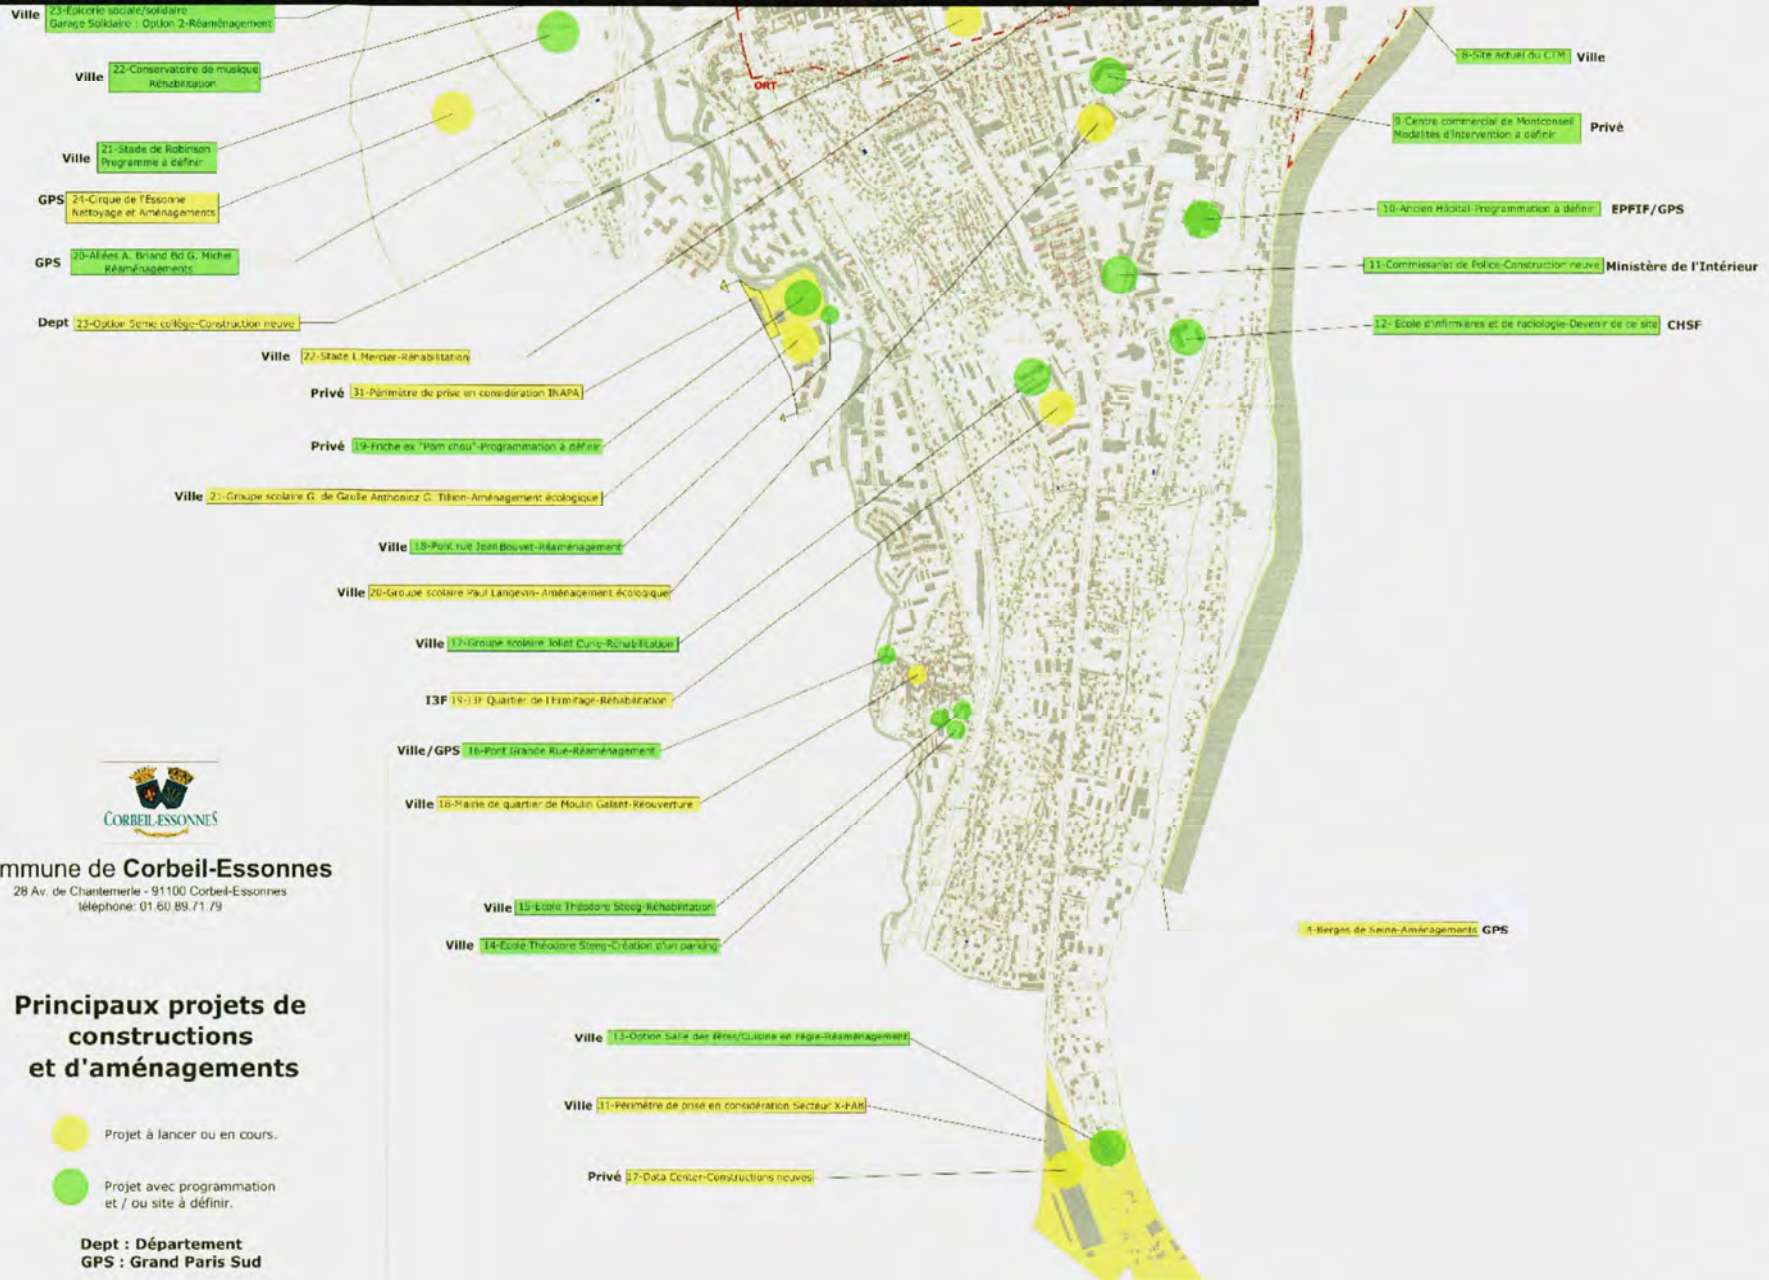 Ville 23-Epicerie sociale/solidaire
Garage Solidaire : Option 2-Réaménagement
Ville 22-Conservatoire de musique
Réhabilitation
Ville 21-Stade de Robinson
Programme à définir
GPS 24-Cirque de l'Essonne
Nettoyage et Aménagements
GPS 20-Allées A. Briand Bd G. Michel
Réaménagements
Dept 23-Option 5eme collège-Construction neuve
Ville 22-Stade L.Mercier-Réhabilitation
Privé 31-Périmètre de prise en considération INAPA
Privé 19-Friche ex "Pom chou"-Programmation à définir
Ville 21-Groupe scolaire G. de Gaulle Anthonioz G. Tillion-Aménagement écologique
Ville 18-Pont rue Jean Bouvet-Réaménagement
Ville 20-Groupe scolaire Paul Langevin-Aménagement écologique
Ville 17-Groupe scolaire Joliot Curie-Réhabilitation
I3F 19-I3F Quartier de l'Ermitage-Réhabilitation
Ville/GPS 16-Pont Grande Rue-Réaménagement
Ville 18-Mairie de quartier de Moulin Galant-Réouverture
Ville 15-Ecole Théodore Steeg-Réhabilitation
Ville 14-Ecole Théodore Steeg-Création d'un parking
Ville 13-Option Salle des fêtes/Cuisine en régie-Réaménagement
Ville 31-Périmètre de prise en considération Secteur X-FAB
Privé 17-Data Center-Constructions neuves
ORT
8-Site actuel du CTM Ville
9-Centre commercial de Montconseil
Modalités d'intervention à définir Privé
10-Ancien Hôpital-Programmation à définir EPFIF/GPS
11-Commissariat de Police-Construction neuve Ministère de l'Intérieur
12- Ecole d'infirmières et de radiologie-Devenir de ce site CHSF
4-Berges de Seine-Aménagements GPS
CORBEIL-ESSONNES
mmune de Corbeil-Essonnes
28 Av. de Chantemerle - 91100 Corbeil-Essonnes
téléphone: 01.60.89.71.79
Principaux projets de
constructions
et d'aménagements
Projet à lancer ou en cours.
Projet avec programmation
et / ou site à définir.
Dept : Département
GPS : Grand Paris Sud